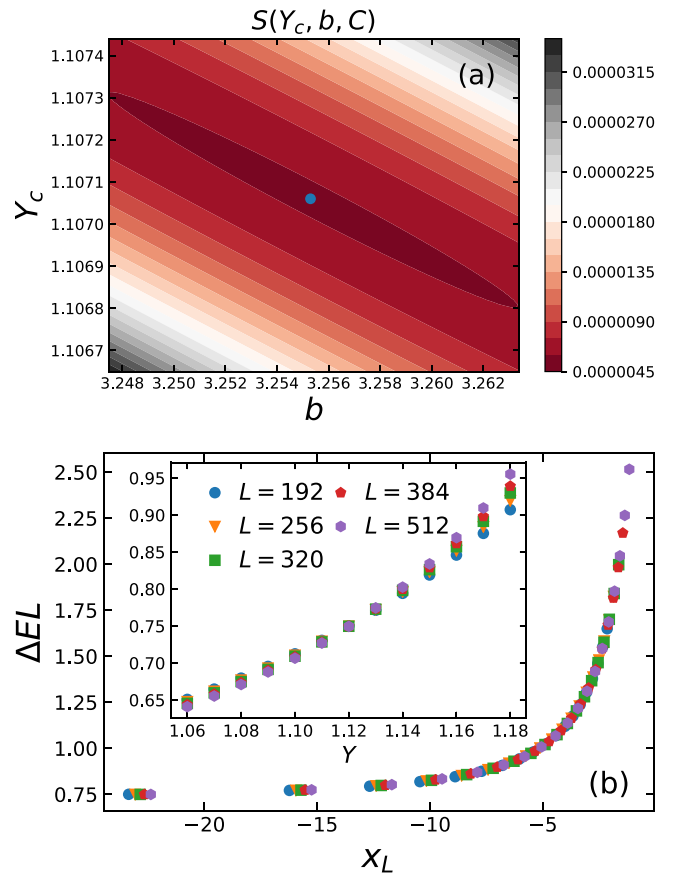 S(Y_c, b, C)
(a)
1.1074
1.1073
1.1072
1.1071
1.1070
1.1069
1.1068
1.1067
Y_c
3.248 3.250 3.252 3.254 3.256 3.258 3.260 3.262
b
0.0000315
0.0000270
0.0000225
0.0000180
0.0000135
0.0000090
0.0000045
2.50
2.25
2.00
1.75
1.50
1.25
1.00
0.75
ΔEL
0.95
0.90
0.85
0.80
0.75
0.70
0.65
L = 192
L = 256
L = 320
L = 384
L = 512
1.06 1.08 1.10 1.12 1.14 1.16 1.18
Y
(b)
−20 −15 −10 −5
x_L